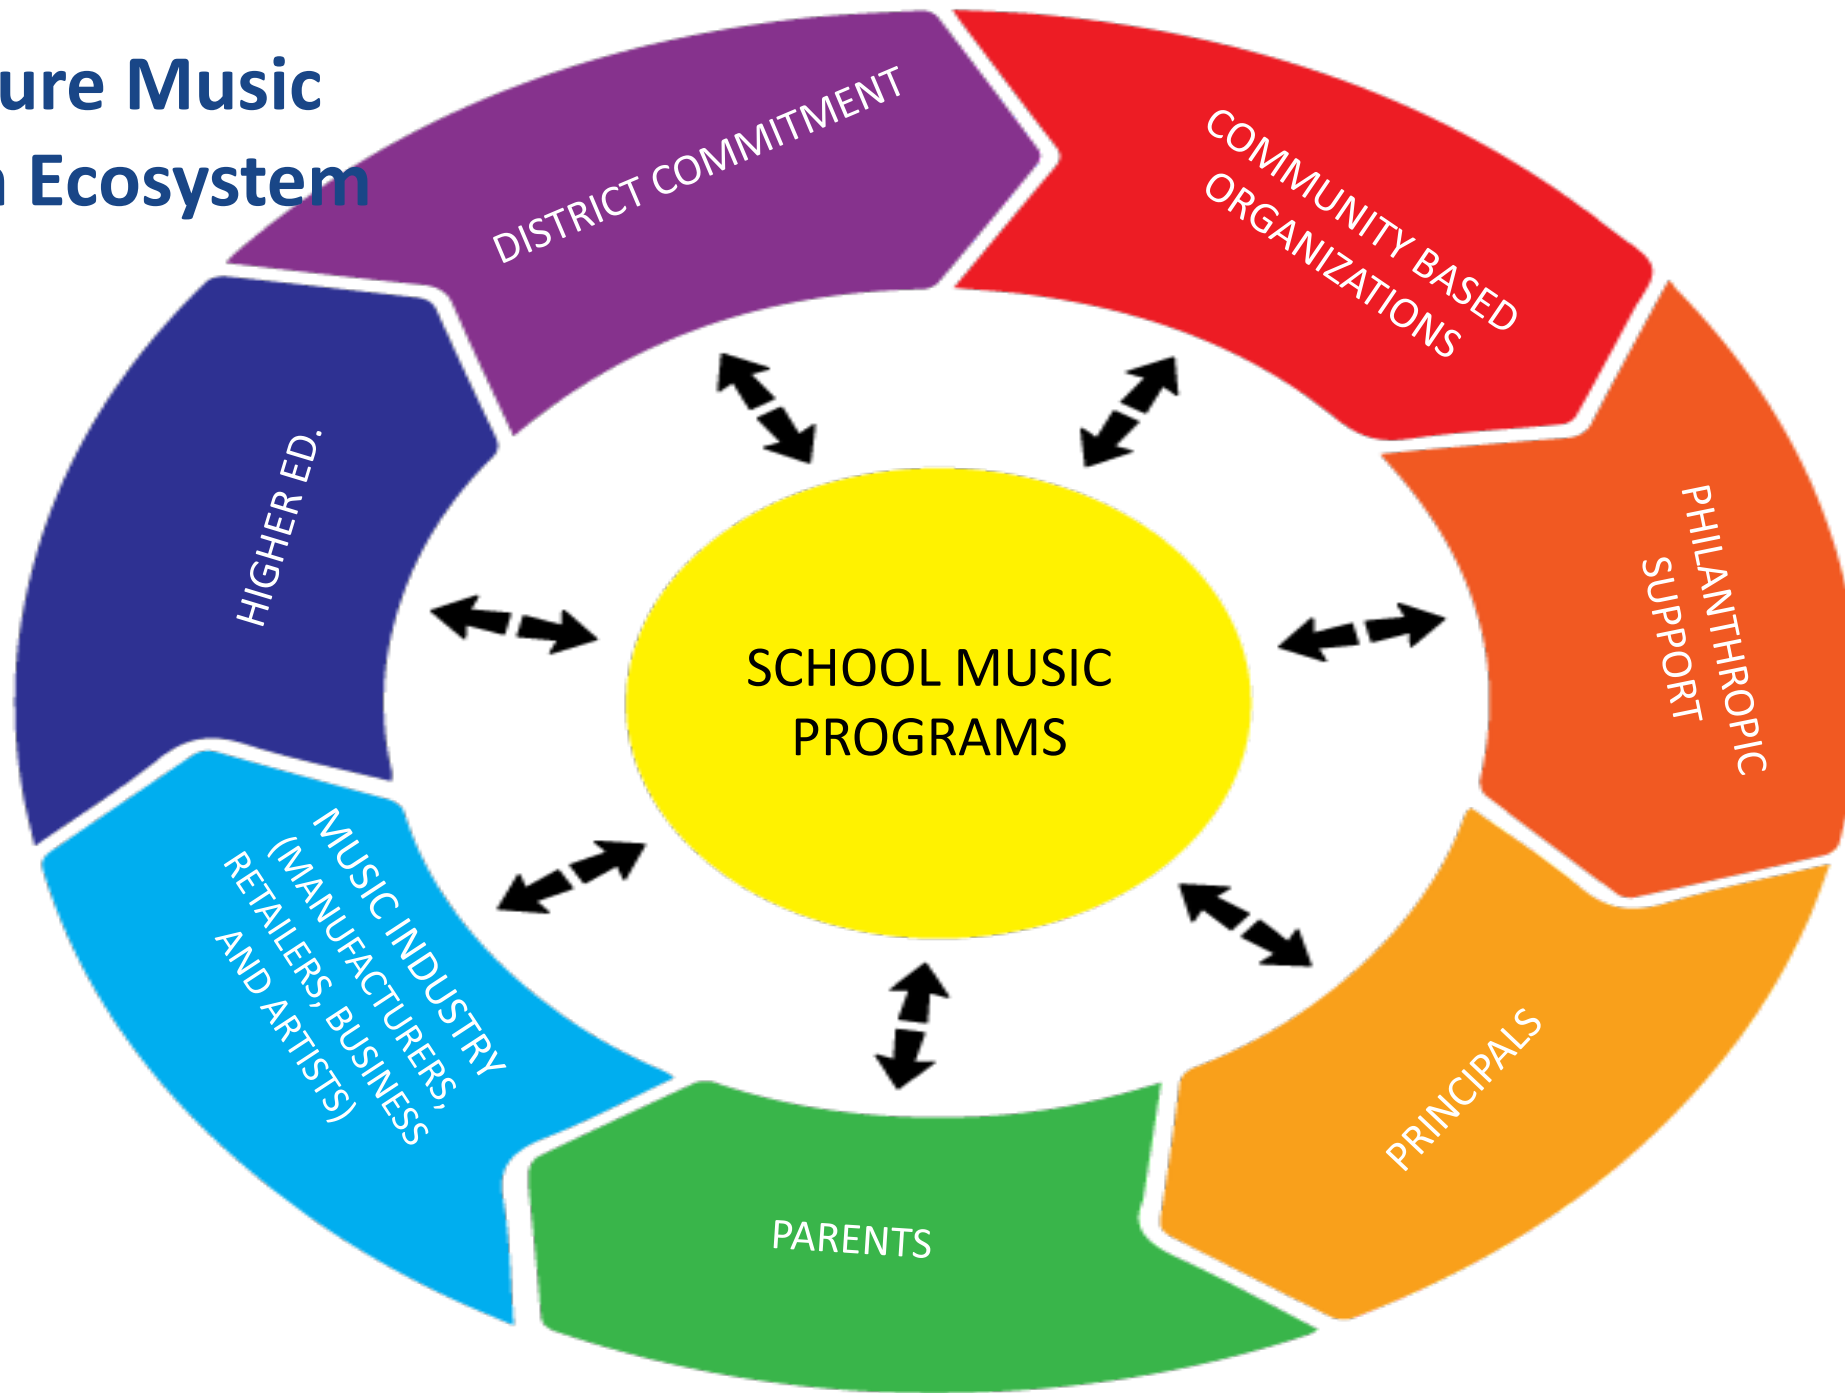 ure Music
Ecosystem
DISTRICT COMMITMENT
COMMUNITY BASED
ORGANIZATIONS
PHILANTHROPIC
SUPPORT
PRINCIPALS
PARENTS
MUSIC INDUSTRY
(MANUFACTURERS,
RETAILERS, BUSINESS
AND ARTISTS)
HIGHER ED.
SCHOOL MUSIC
PROGRAMS